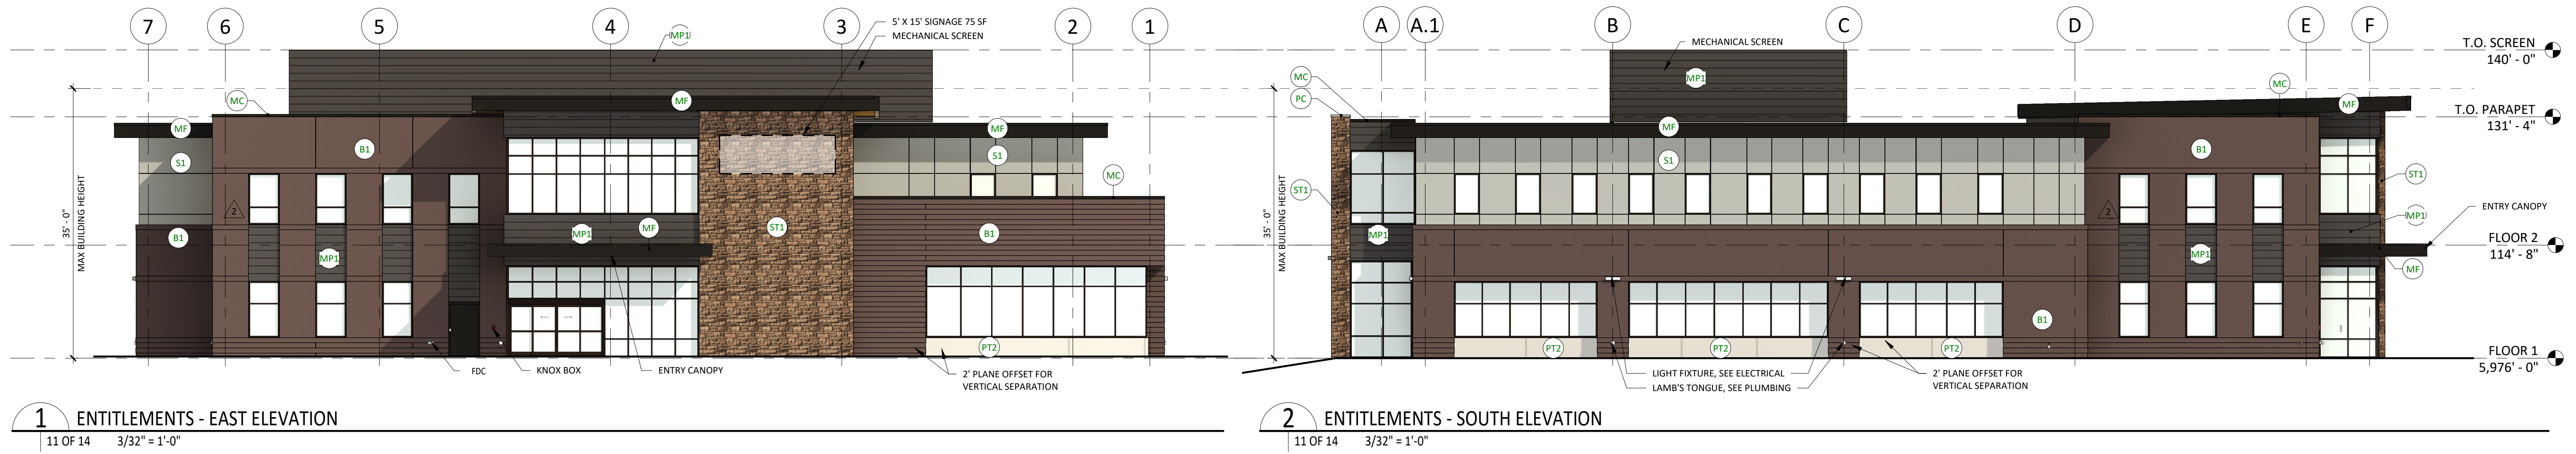 7
6
5
4
3
2
1
5' X 15' SIGNAGE 75 SF
MECHANICAL SCREEN
MP1
MC
MF
MF
MF
S1
B1
S1
MC
35' - 0"
MAX BUILDING HEIGHT
2
B1
MP1
MP1
MF
ST1
B1
PT2
FDC
KNOX BOX
ENTRY CANOPY
2' PLANE OFFSET FOR
VERTICAL SEPARATION
1
ENTITLEMENTS - EAST ELEVATION
11 OF 14
3/32" = 1'-0"
A
A.1
B
C
D
E
F
T.O. SCREEN
140' - 0"
MECHANICAL SCREEN
MP1
MC
PC
MC
MF
T.O. PARAPET
131' - 4"
MF
S1
B1
ST1
ST1
35' - 0"
MAX BUILDING HEIGHT
2
MP1
MP1
ENTRY CANOPY
MP1
FLOOR 2
114' - 8"
MF
B1
PT2
PT2
PT2
LIGHT FIXTURE, SEE ELECTRICAL
LAMB'S TONGUE, SEE PLUMBING
2' PLANE OFFSET FOR
VERTICAL SEPARATION
FLOOR 1
5,976' - 0"
2
ENTITLEMENTS - SOUTH ELEVATION
11 OF 14
3/32" = 1'-0"